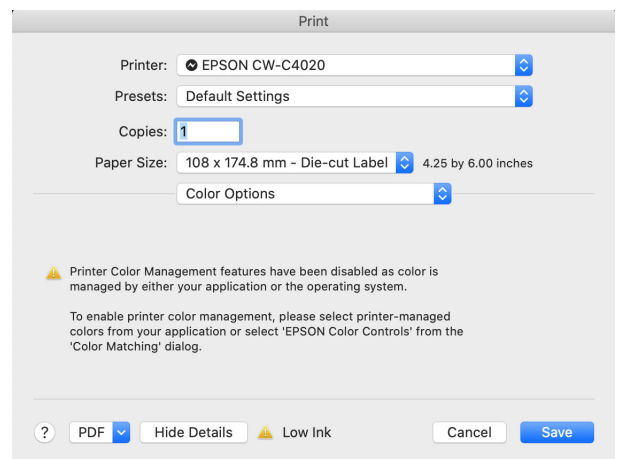 Print
Printer: EPSON CW-C4020
Presets: Default Settings
Copies: 1
Paper Size: 108 x 174.8 mm - Die-cut Label 4.25 by 6.00 inches
Color Options
Printer Color Management features have been disabled as color is
managed by either your application or the operating system.
To enable printer color management, please select printer-managed
colors from your application or select 'EPSON Color Controls' from the
'Color Matching' dialog.
? PDF Hide Details Low Ink Cancel Save